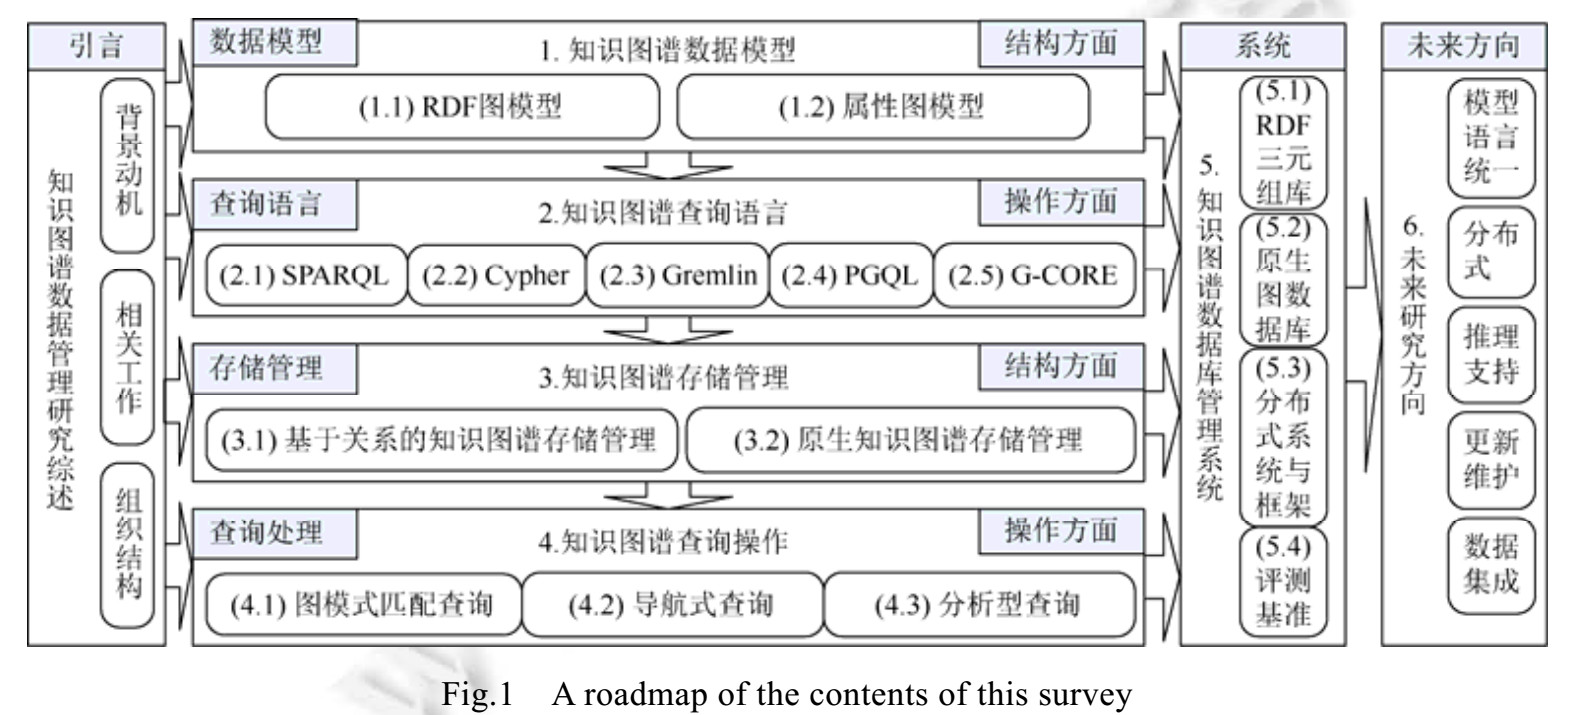 引言
知识图谱数据管理研究综述
背景动机
相关工作
组织结构
数据模型
1. 知识图谱数据模型
结构方面
(1.1) RDF图模型
(1.2) 属性图模型
查询语言
2.知识图谱查询语言
操作方面
(2.1) SPARQL
(2.2) Cypher
(2.3) Gremlin
(2.4) PGQL
(2.5) G-CORE
存储管理
3.知识图谱存储管理
结构方面
(3.1) 基于关系的知识图谱存储管理
(3.2) 原生知识图谱存储管理
查询处理
4.知识图谱查询操作
操作方面
(4.1) 图模式匹配查询
(4.2) 导航式查询
(4.3) 分析型查询
系统
5.知识图谱数据库管理系统
(5.1)
RDF
三元
组库
(5.2)
原生
图数
据库
(5.3)
分布
式系
统与
框架
(5.4)
评测
基准
未来方向
6.未来研究方向
模型
语言
统一
分布
式
推理
支持
更新
维护
数据
集成
Fig.1 A roadmap of the contents of this survey